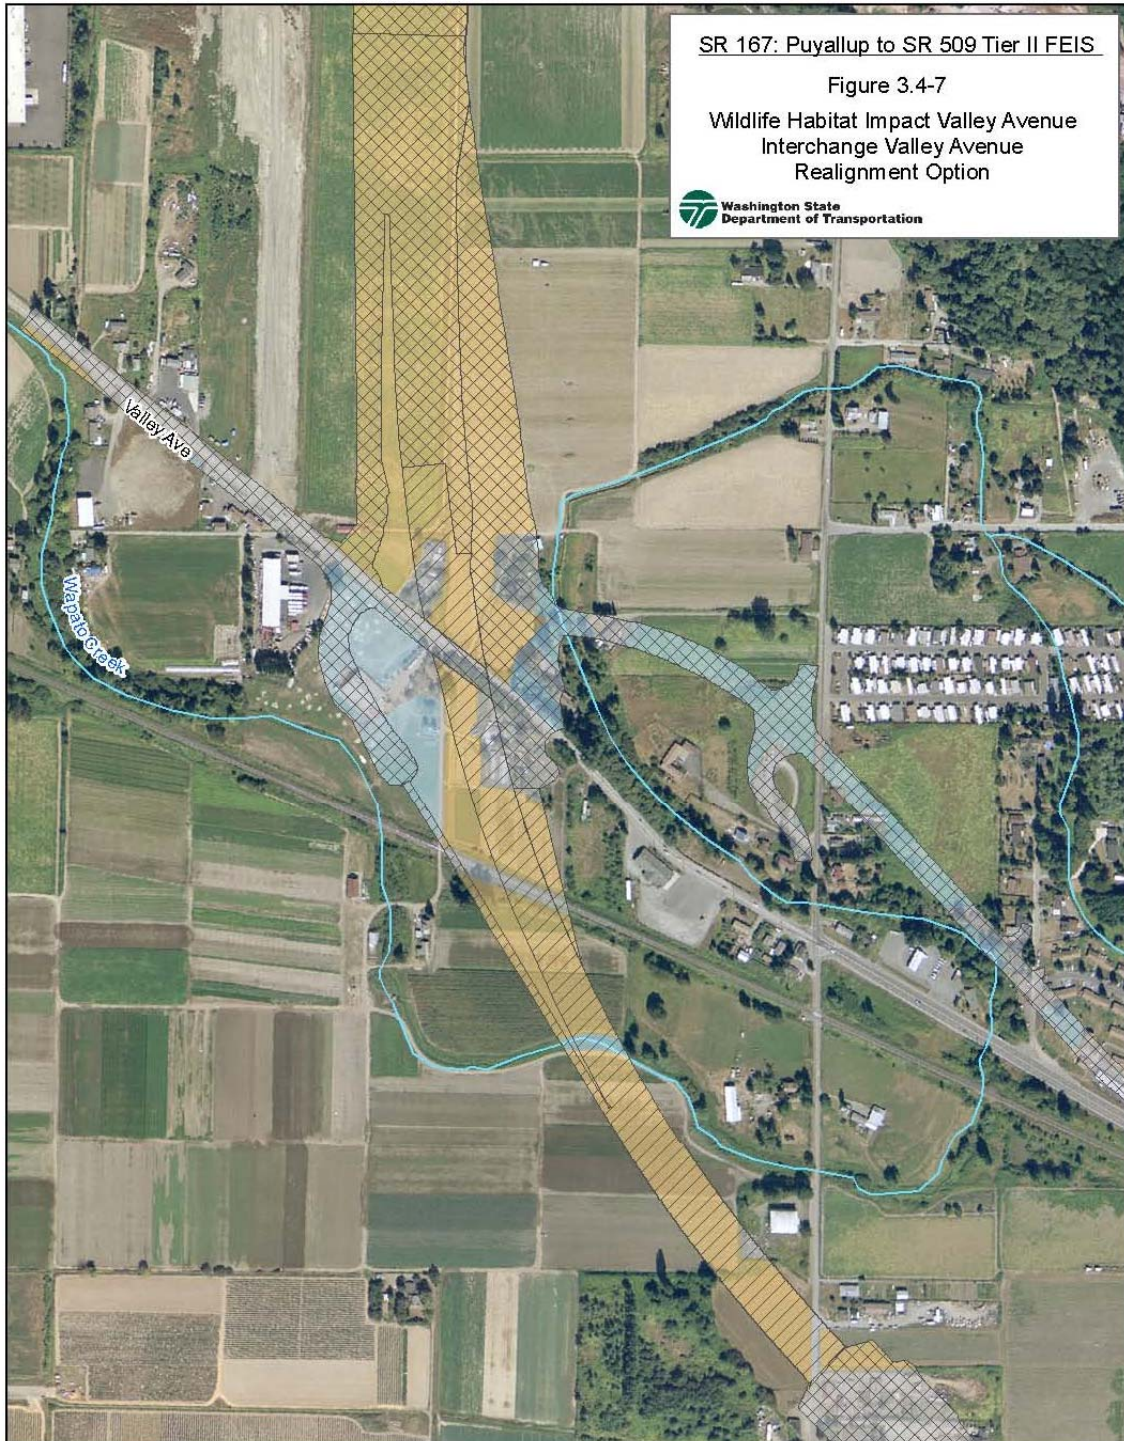 SR 167: Puyallup to SR 509 Tier II FEIS
Figure 3.4-7
Wildlife Habitat Impact Valley Avenue
Interchange Valley Avenue
Realignment Option
Washington State
Department of Transportation
Valley Ave
Wapato Creek